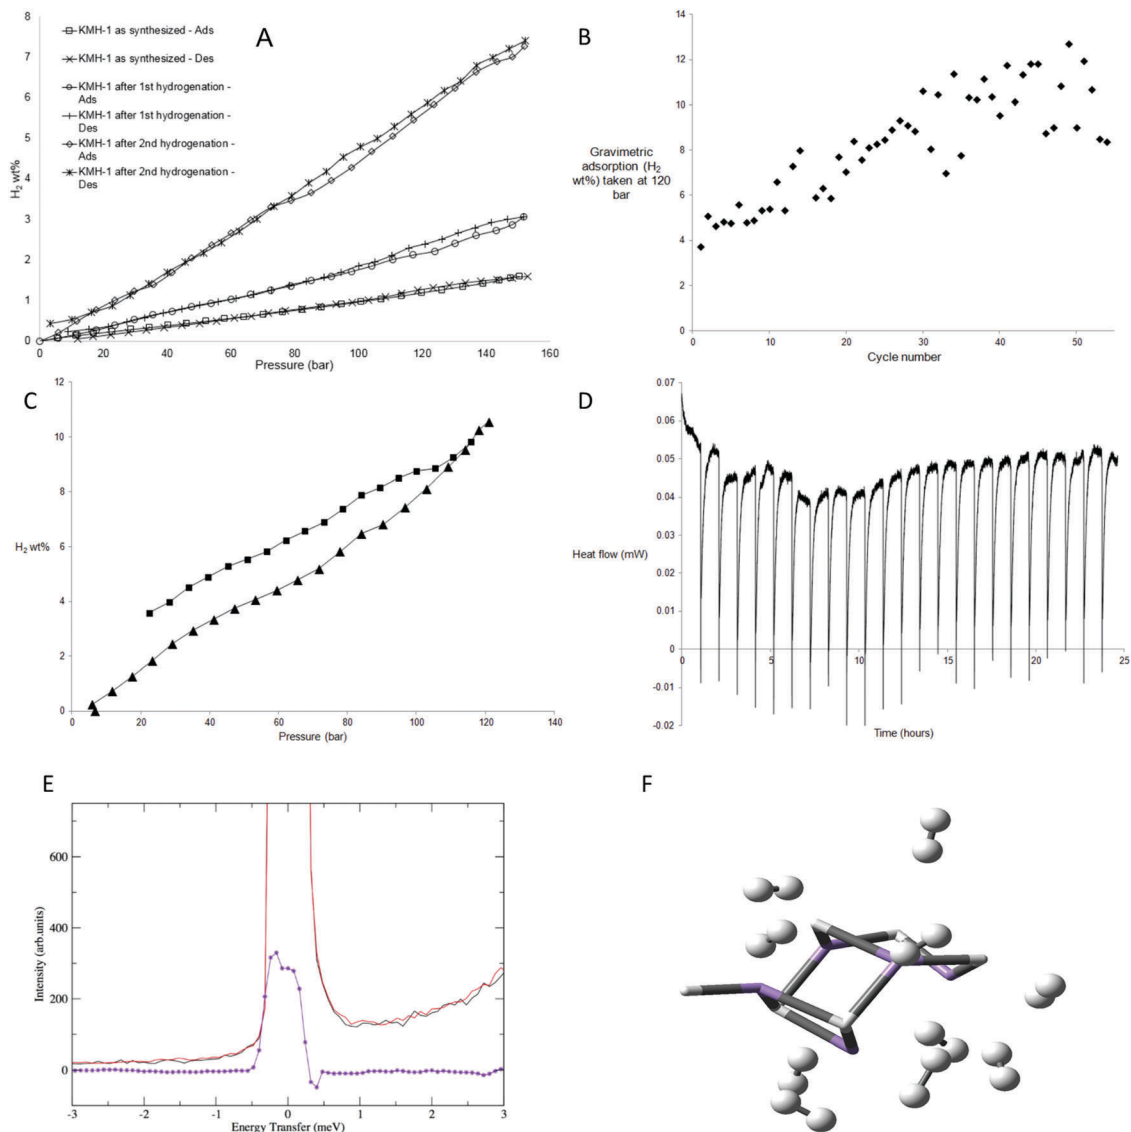 A
8
7
6
5
4
3
2
1
0
H2 wt%
KMH-1 as synthesized - Ads
KMH-1 as synthesized - Des
KMH-1 after 1st hydrogenation -
Ads
KMH-1 after 1st hydrogenation -
Des
KMH-1 after 2nd hydrogenation -
Ads
KMH-1 after 2nd hydrogenation -
Des
0 20 40 60 80 100 120 140 160
Pressure (bar)
B
14
12
10
8
6
4
2
0
Gravimetric
adsorption (H2
wt%) taken at 120
bar
0 10 20 30 40 50
Cycle number
C
12
10
8
6
4
2
0
H2 wt%
0 20 40 60 80 100 120 140
Pressure (bar)
D
0.07
0.06
0.05
0.04
0.03
0.02
0.01
0
-0.01
-0.02
Heat flow (mW)
0 5 10 15 20 25
Time (hours)
E
600
400
200
0
Intensity (arb.units)
-3 -2 -1 0 1 2 3
Energy Transfer (meV)
F